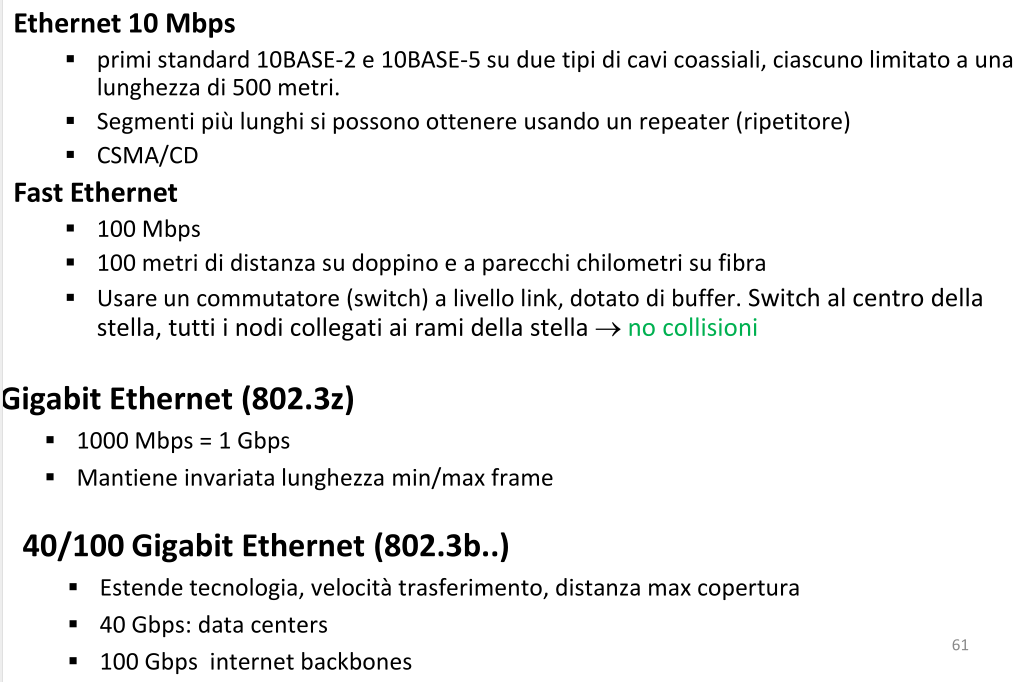 Ethernet 10 Mbps
▪ primi standard 10BASE-2 e 10BASE-5 su due tipi di cavi coassiali, ciascuno limitato a una
lunghezza di 500 metri.
▪ Segmenti più lunghi si possono ottenere usando un repeater (ripetitore)
▪ CSMA/CD
Fast Ethernet
▪ 100 Mbps
▪ 100 metri di distanza su doppino e a parecchi chilometri su fibra
▪ Usare un commutatore (switch) a livello link, dotato di buffer. Switch al centro della
stella, tutti i nodi collegati ai rami della stella → no collisioni
Gigabit Ethernet (802.3z)
▪ 1000 Mbps = 1 Gbps
▪ Mantiene invariata lunghezza min/max frame
40/100 Gigabit Ethernet (802.3b..)
▪ Estende tecnologia, velocità trasferimento, distanza max copertura
▪ 40 Gbps: data centers
▪ 100 Gbps internet backbones
61